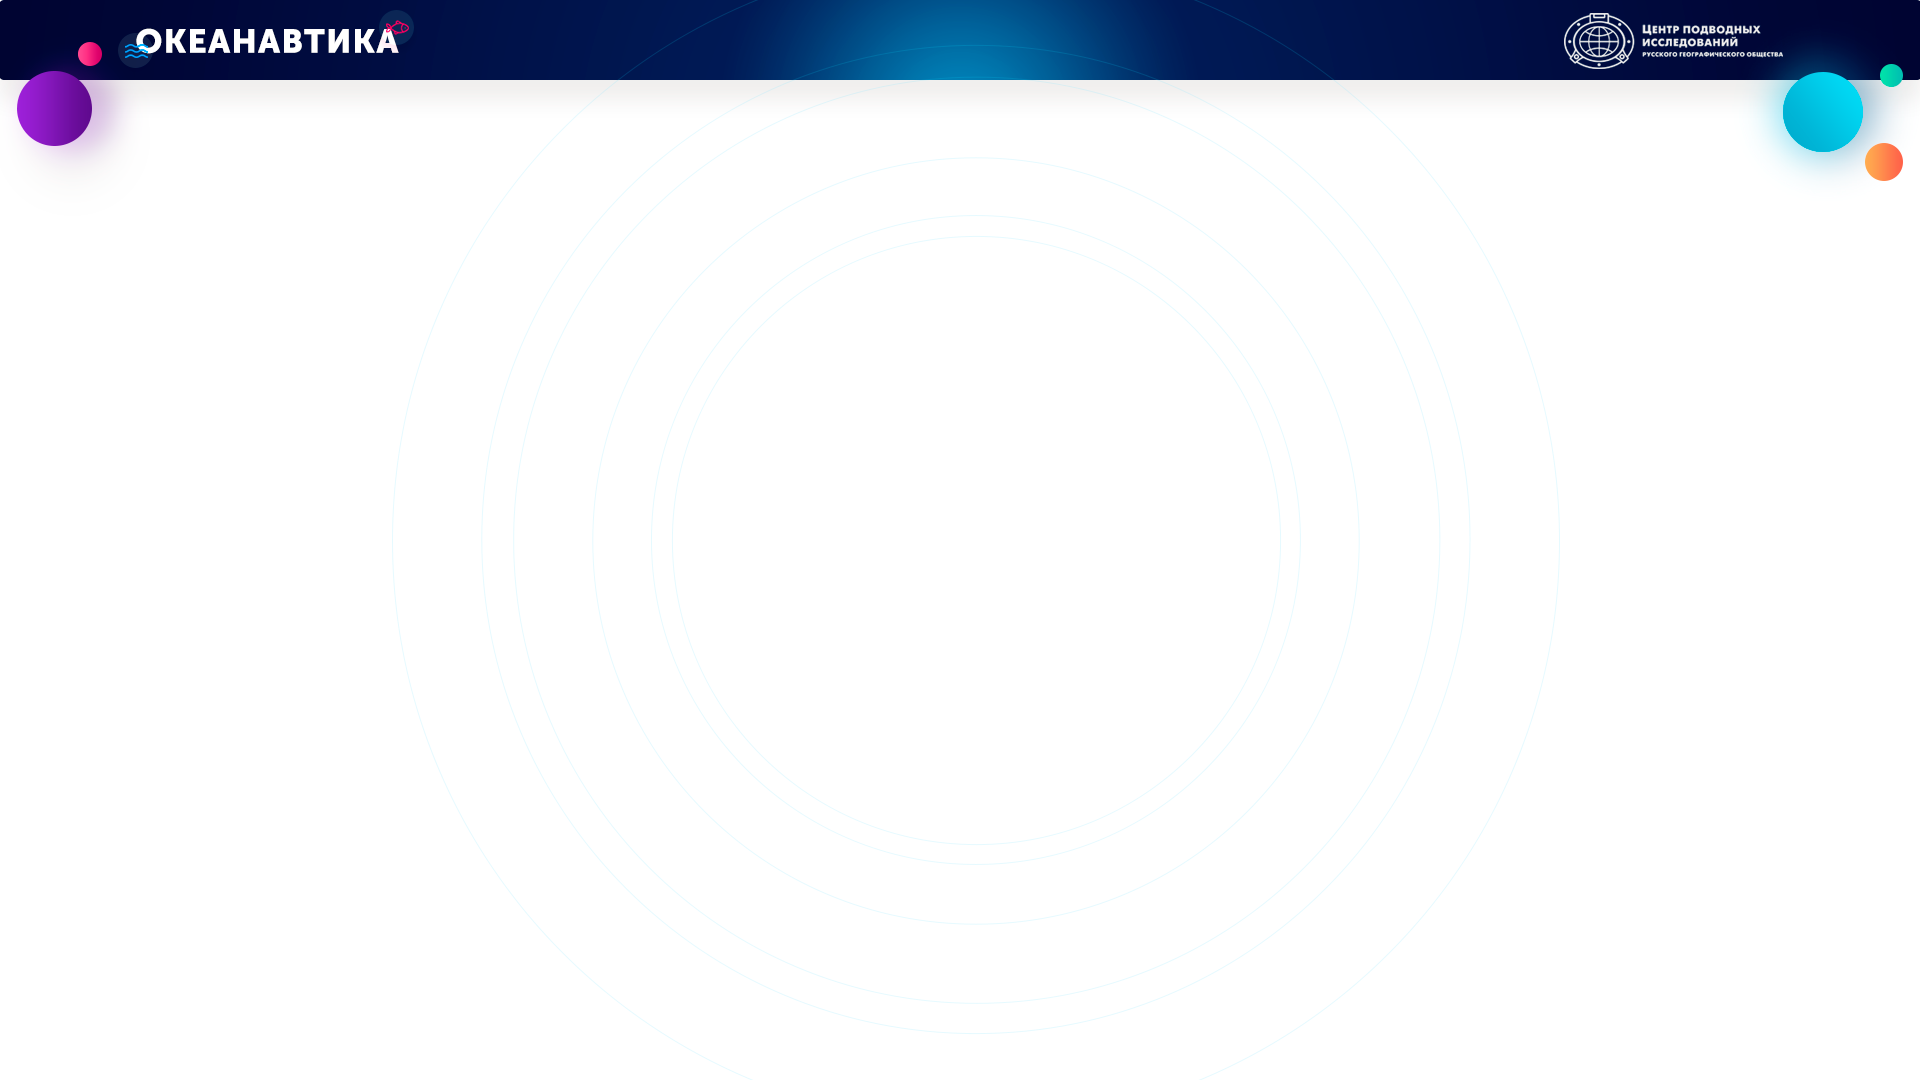 ОКЕАНАВТИКА
ЦЕНТР ПОДВОДНЫХ
ИССЛЕДОВАНИЙ
РУССКОГО ГЕОГРАФИЧЕСКОГО ОБЩЕСТВА